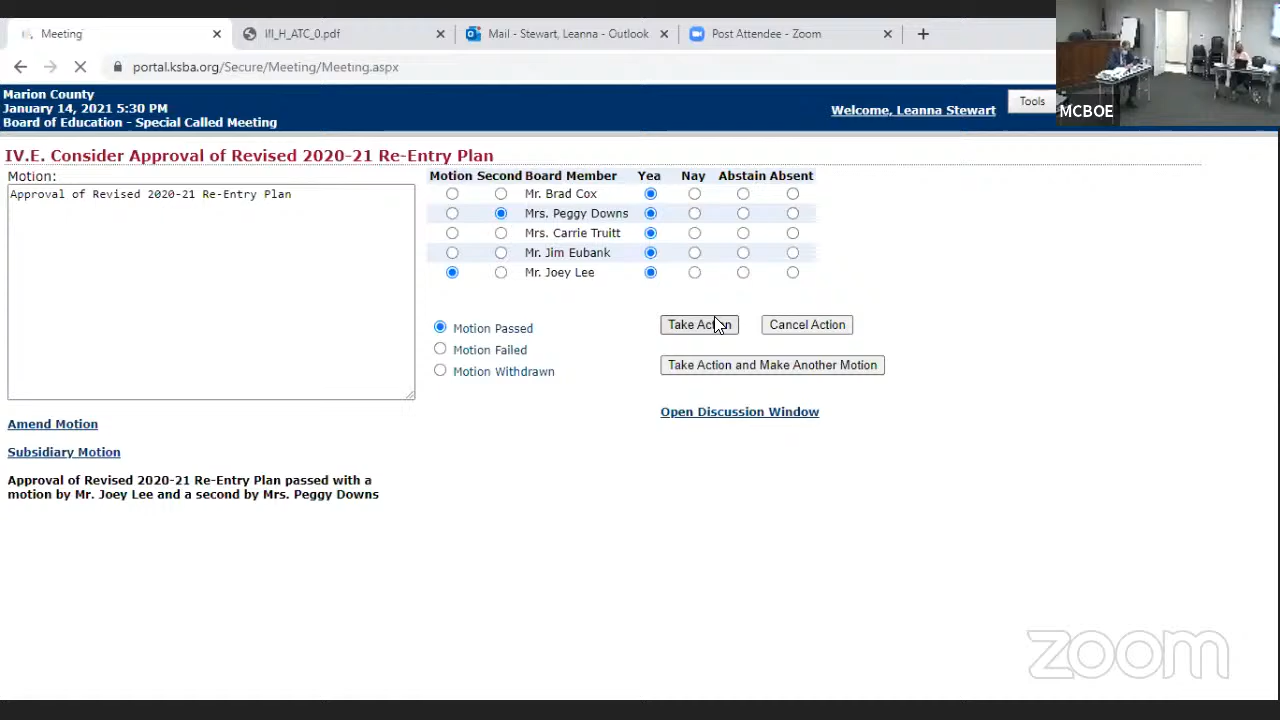 Meeting
III_H_ATC_0.pdf
Mail - Stewart, Leanna - Outlook
Post Attendee - Zoom
portal.ksba.org/Secure/Meeting/Meeting.aspx
Marion County
January 14, 2021 5:30 PM
Board of Education - Special Called Meeting
Welcome, Leanna Stewart
Tools
MCBOE
IV.E. Consider Approval of Revised 2020-21 Re-Entry Plan
Motion:
Approval of Revised 2020-21 Re-Entry Plan
Motion Second Board Member Yea Nay Abstain Absent
Mr. Brad Cox
Mrs. Peggy Downs
Mrs. Carrie Truitt
Mr. Jim Eubank
Mr. Joey Lee
Motion Passed
Motion Failed
Motion Withdrawn
Take Action
Cancel Action
Take Action and Make Another Motion
Open Discussion Window
Amend Motion
Subsidiary Motion
Approval of Revised 2020-21 Re-Entry Plan passed with a
motion by Mr. Joey Lee and a second by Mrs. Peggy Downs
zoom